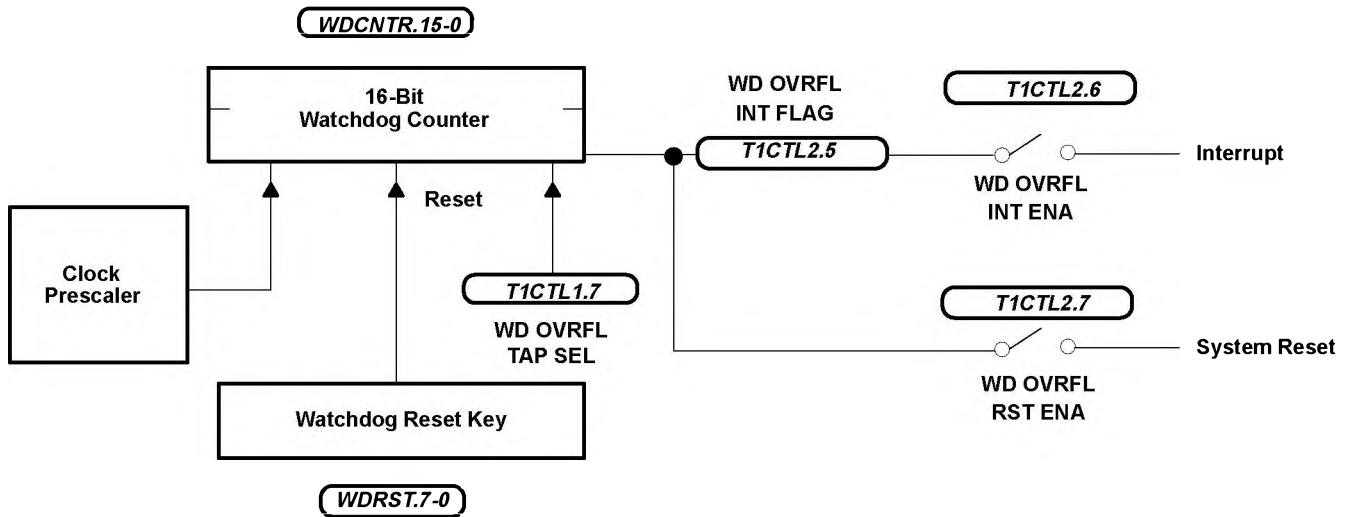 WDCNTR.15-0
16-Bit
Watchdog Counter
WD OVRFL
INT FLAG
T1CTL2.5
T1CTL2.6
WD OVRFL
INT ENA
Interrupt
Reset
Clock
Prescaler
T1CTL1.7
WD OVRFL
TAP SEL
T1CTL2.7
WD OVRFL
RST ENA
System Reset
Watchdog Reset Key
WDRST.7-0